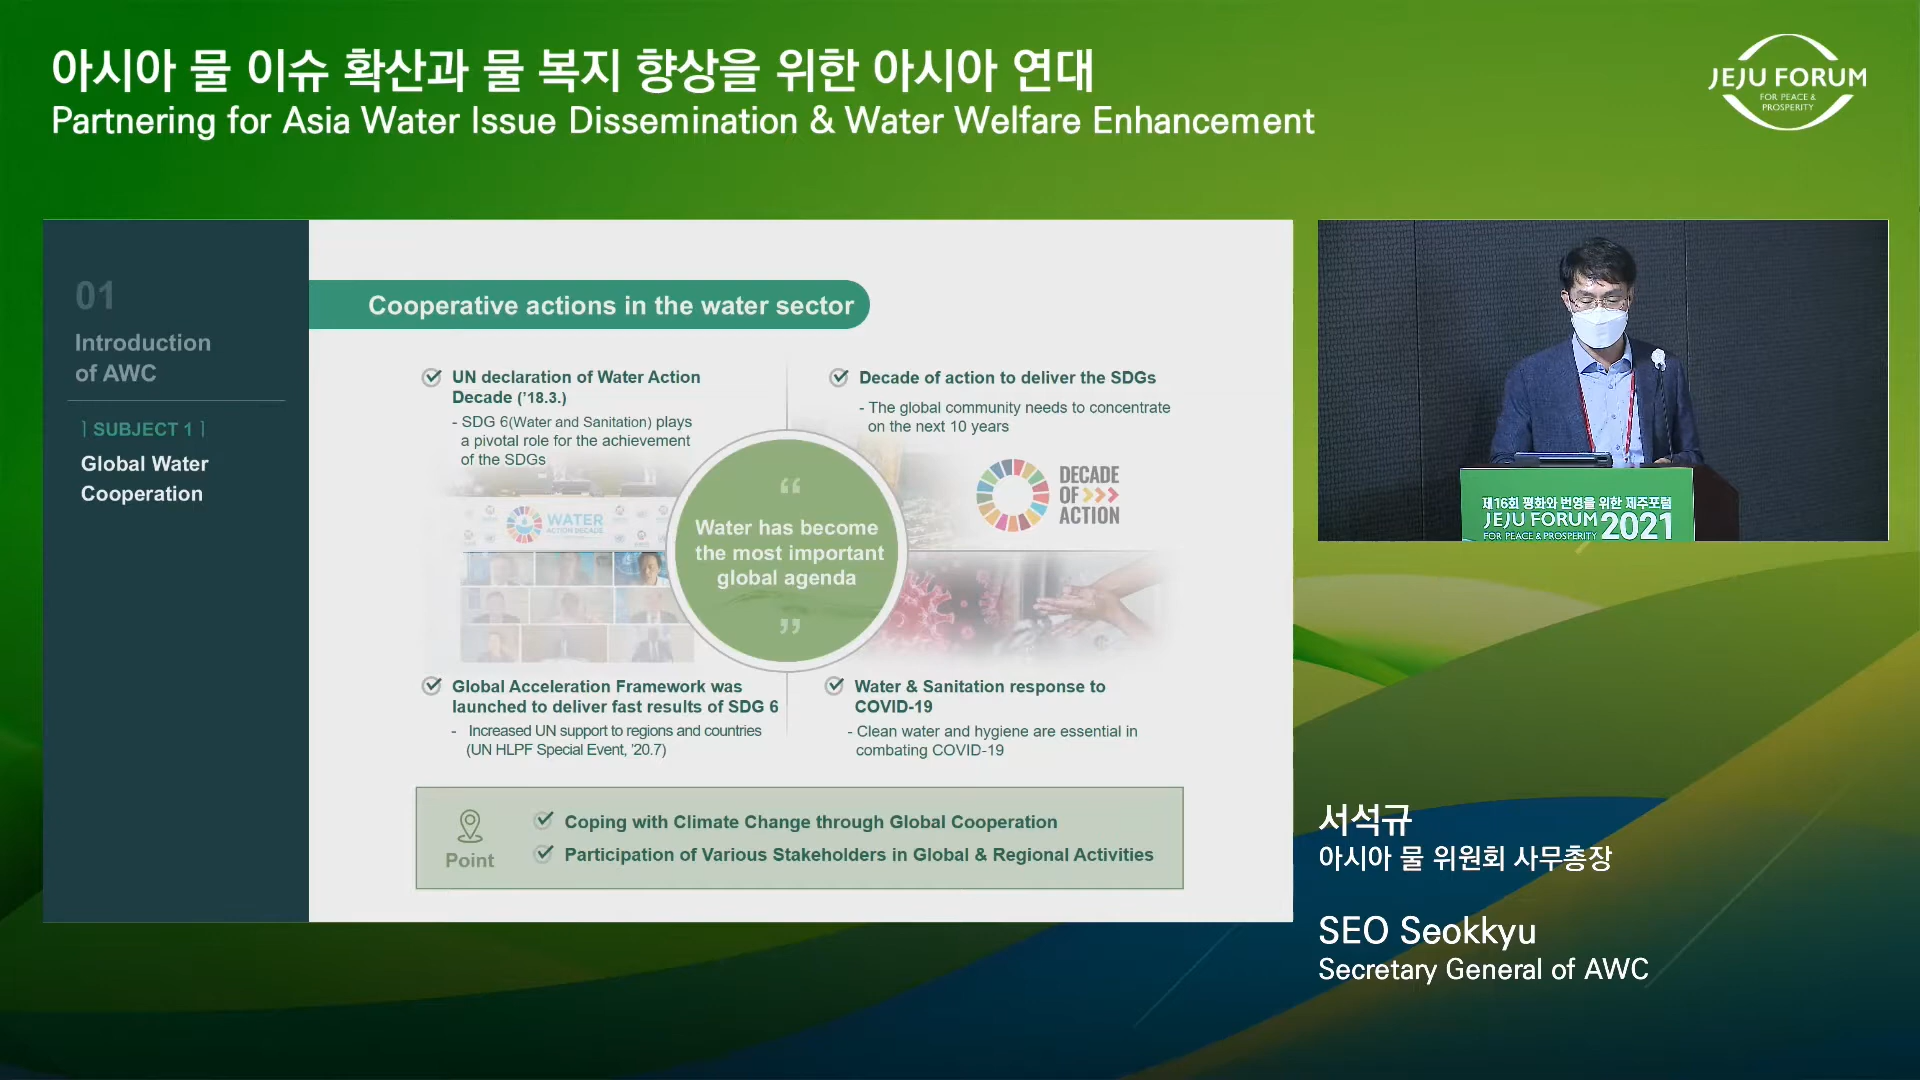 아시아 물 이슈 확산과 물 복지 향상을 위한 아시아 연대
Partnering for Asia Water Issue Dissemination & Water Welfare Enhancement
JEJU FORUM
FOR PEACE &
PROSPERITY
01
Introduction
of AWC
SUBJECT 1
Global Water
Cooperation
Cooperative actions in the water sector
UN declaration of Water Action
Decade ('18.3.)
- SDG 6(Water and Sanitation) plays
a pivotal role for the achievement
of the SDGs
Decade of action to deliver the SDGs
- The global community needs to concentrate
on the next 10 years
WATER
ACTION DECADE
DECADE
OF >>>
ACTION
“
Water has become
the most important
global agenda
”
Global Acceleration Framework was
launched to deliver fast results of SDG 6
- Increased UN support to regions and countries
(UN HLPF Special Event, '20.7)
Water & Sanitation response to
COVID-19
- Clean water and hygiene are essential in
combating COVID-19
Point
Coping with Climate Change through Global Cooperation
Participation of Various Stakeholders in Global & Regional Activities
제16회 평화와 번영을 위한 제주포럼
JEJU FORUM 2021
FOR PEACE & PROSPERITY
서석규
아시아 물 위원회 사무총장
SEO Seokkyu
Secretary General of AWC